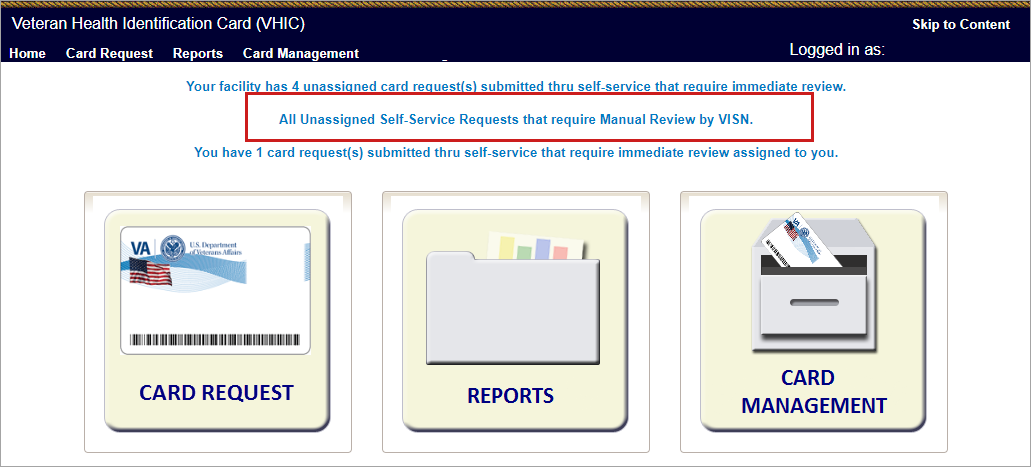 Veteran Health Identification Card (VHIC)
Skip to Content
Home Card Request Reports Card Management
Logged in as:
Your facility has 4 unassigned card request(s) submitted thru self-service that require immediate review.
All Unassigned Self-Service Requests that require Manual Review by VISN.
You have 1 card request(s) submitted thru self-service that require immediate review assigned to you.
VA
U.S. Department
of Veterans Affairs
CARD REQUEST
REPORTS
CARD
MANAGEMENT